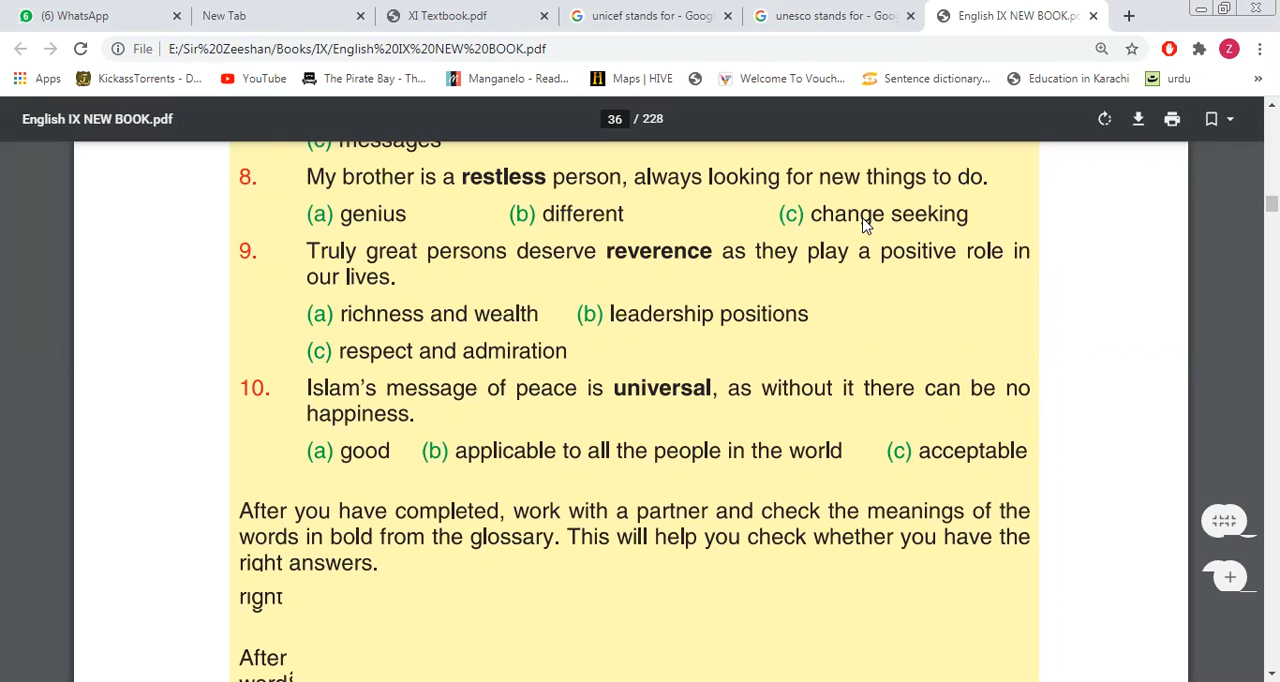 6 (6) WhatsApp × New Tab × XI Textbook.pdf × G unicef stands for - Goog × G unesco stands for - Goo × English IX NEW BOOK.pd ×
File E:/Sir%20Zeeshan/Books/IX/English%20IX%20NEW%20BOOK.pdf Z
Apps KickassTorrents - D... YouTube The Pirate Bay - Th... Manganelo - Read... Maps | HIVE Welcome To Vouch... Sentence dictionary... Education in Karachi urdu »
English IX NEW BOOK.pdf 36 / 228
(c) messages
8. My brother is a restless person, always looking for new things to do.
(a) genius (b) different (c) change seeking
9. Truly great persons deserve reverence as they play a positive role in
our lives.
(a) richness and wealth (b) leadership positions
(c) respect and admiration
10. Islam's message of peace is universal, as without it there can be no
happiness.
(a) good (b) applicable to all the people in the world (c) acceptable
After you have completed, work with a partner and check the meanings of the
words in bold from the glossary. This will help you check whether you have the
right answers.
right
After
words